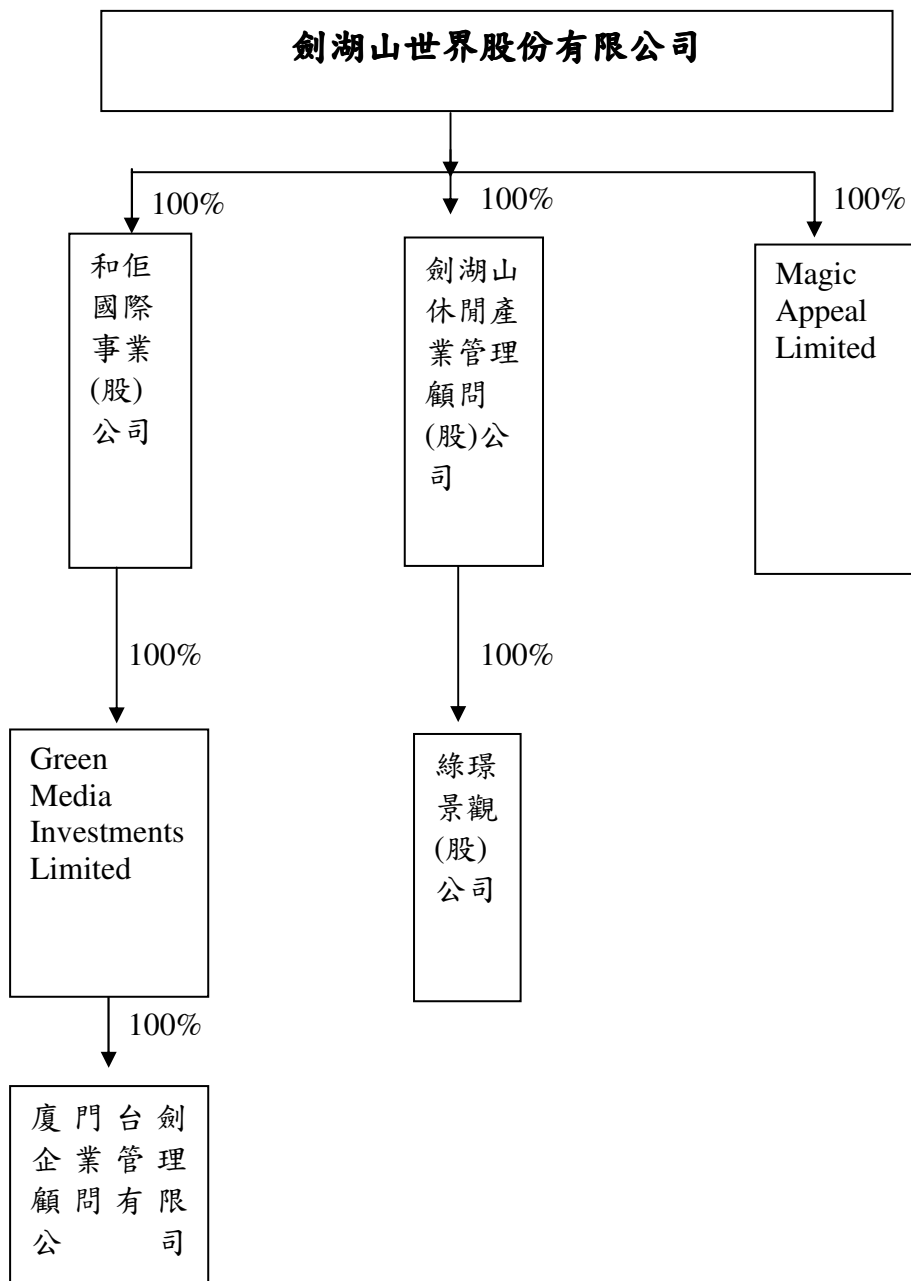 劍湖山世界股份有限公司
100%
100%
100%
和佢
國際
事業
(股)
公司
劍湖山
休閒產
業管理
顧問
(股)公
司
Magic
Appeal
Limited
100%
100%
Green
Media
Investments
Limited
綠璟
景觀
(股)
公司
100%
廈門台劍
企業管理
顧問有限
公司